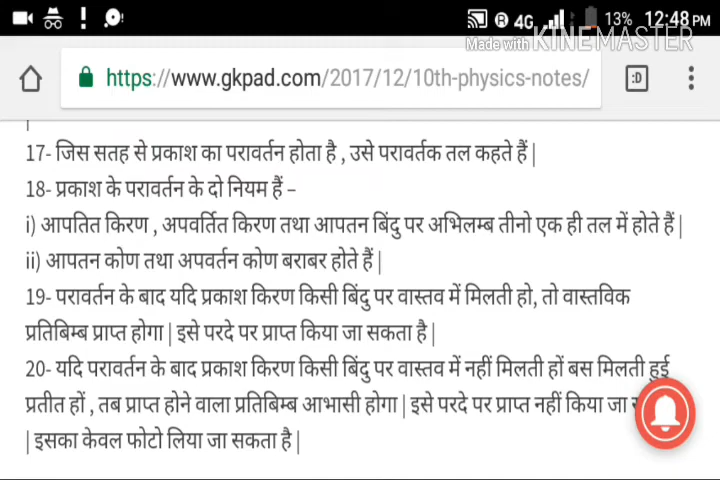 4G 13% 12:48 PM
Made with KINEMASTER
https://www.gkpad.com/2017/12/10th-physics-notes/ :D
17- जिस सतह से प्रकाश का परावर्तन होता है , उसे परावर्तक तल कहते हैं |
18- प्रकाश के परावर्तन के दो नियम हैं –
i) आपतित किरण , अपवर्तित किरण तथा आपतन बिंदु पर अभिलम्ब तीनो एक ही तल में होते हैं |
ii) आपतन कोण तथा अपवर्तन कोण बराबर होते हैं |
19- परावर्तन के बाद यदि प्रकाश किरण किसी बिंदु पर वास्तव में मिलती हो, तो वास्तविक
प्रतिबिम्ब प्राप्त होगा | इसे परदे पर प्राप्त किया जा सकता है |
20- यदि परावर्तन के बाद प्रकाश किरण किसी बिंदु पर वास्तव में नहीं मिलती हों बस मिलती हुई
प्रतीत हों , तब प्राप्त होने वाला प्रतिबिम्ब आभासी होगा | इसे परदे पर प्राप्त नहीं किया जा
| इसका केवल फोटो लिया जा सकता है |